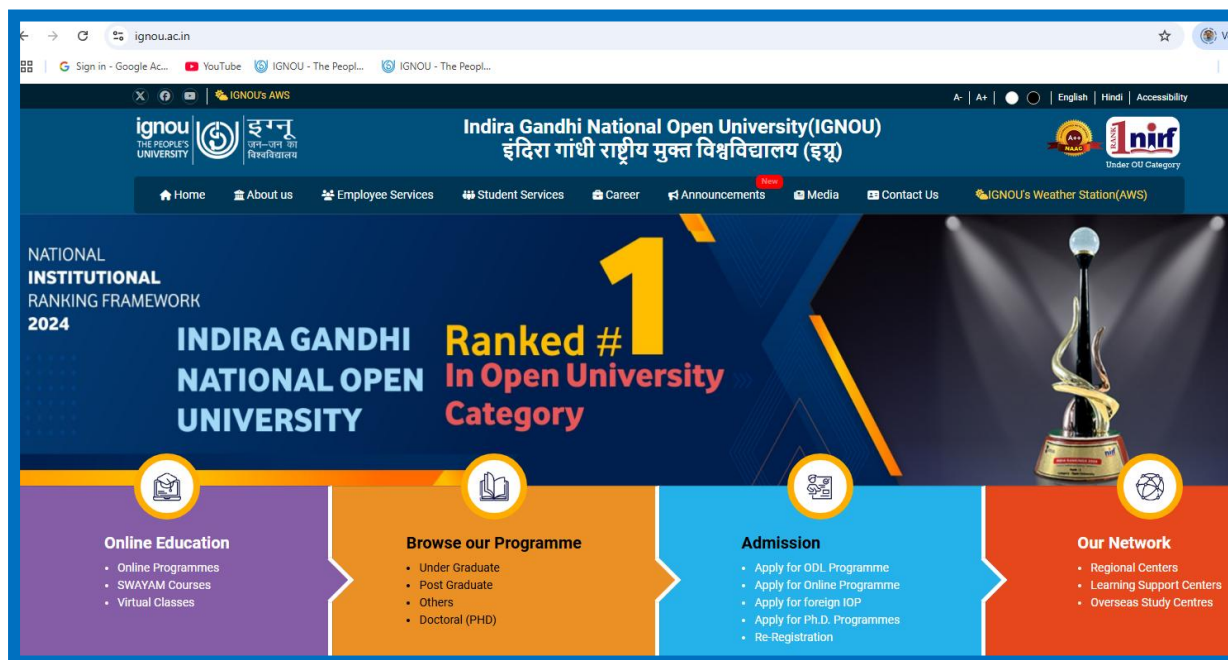 ignou.ac.in
Sign in - Google Ac... YouTube IGNOU - The Peopl... IGNOU - The Peopl...
IGNOU's AWS A- | A+ | English | Hindi | Accessibility
ignou
THE PEOPLE'S
UNIVERSITY
इग्नू
जन-जन का
विश्वविद्यालय
Indira Gandhi National Open University(IGNOU)
इंदिरा गांधी राष्ट्रीय मुक्त विश्वविद्यालय (इग्नू)
A++
NAAC
RANK
1 nirf
Under OU Category
New
Home About us Employee Services Student Services Career Announcements Media Contact Us IGNOU's Weather Station(AWS)
NATIONAL
INSTITUTIONAL
RANKING FRAMEWORK
2024
INDIRA GANDHI
NATIONAL OPEN
UNIVERSITY
Ranked #1
In Open University
Category
nirf
Online Education
• Online Programmes
• SWAYAM Courses
• Virtual Classes
Browse our Programme
• Under Graduate
• Post Graduate
• Others
• Doctoral (PHD)
Admission
• Apply for ODL Programme
• Apply for Online Programme
• Apply for foreign IOP
• Apply for Ph.D. Programmes
• Re-Registration
Our Network
• Regional Centers
• Learning Support Centers
• Overseas Study Centres